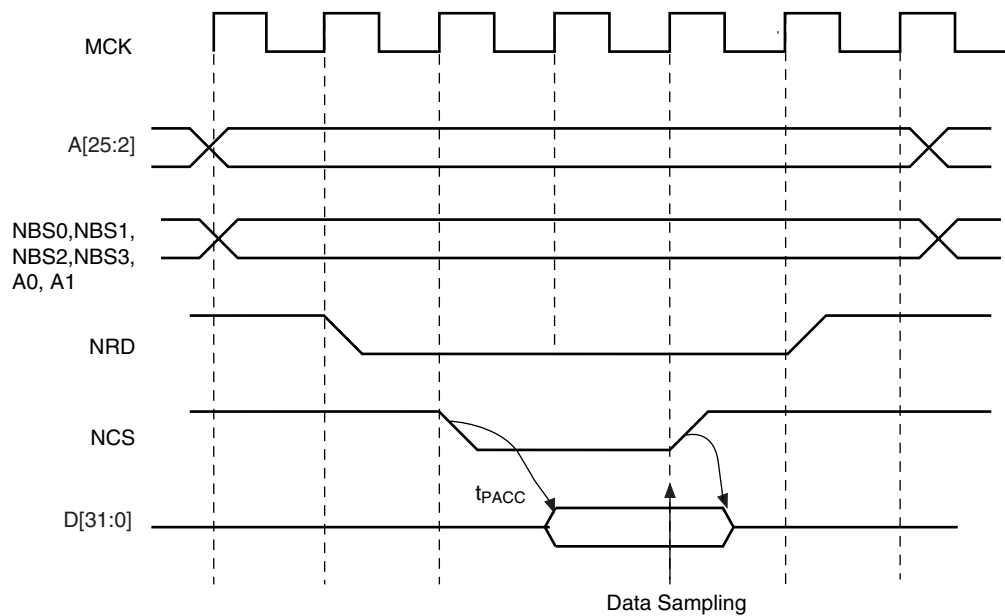 MCK
A[25:2]
NBS0,NBS1,
NBS2,NBS3,
A0, A1
NRD
NCS
tPACC
D[31:0]
Data Sampling